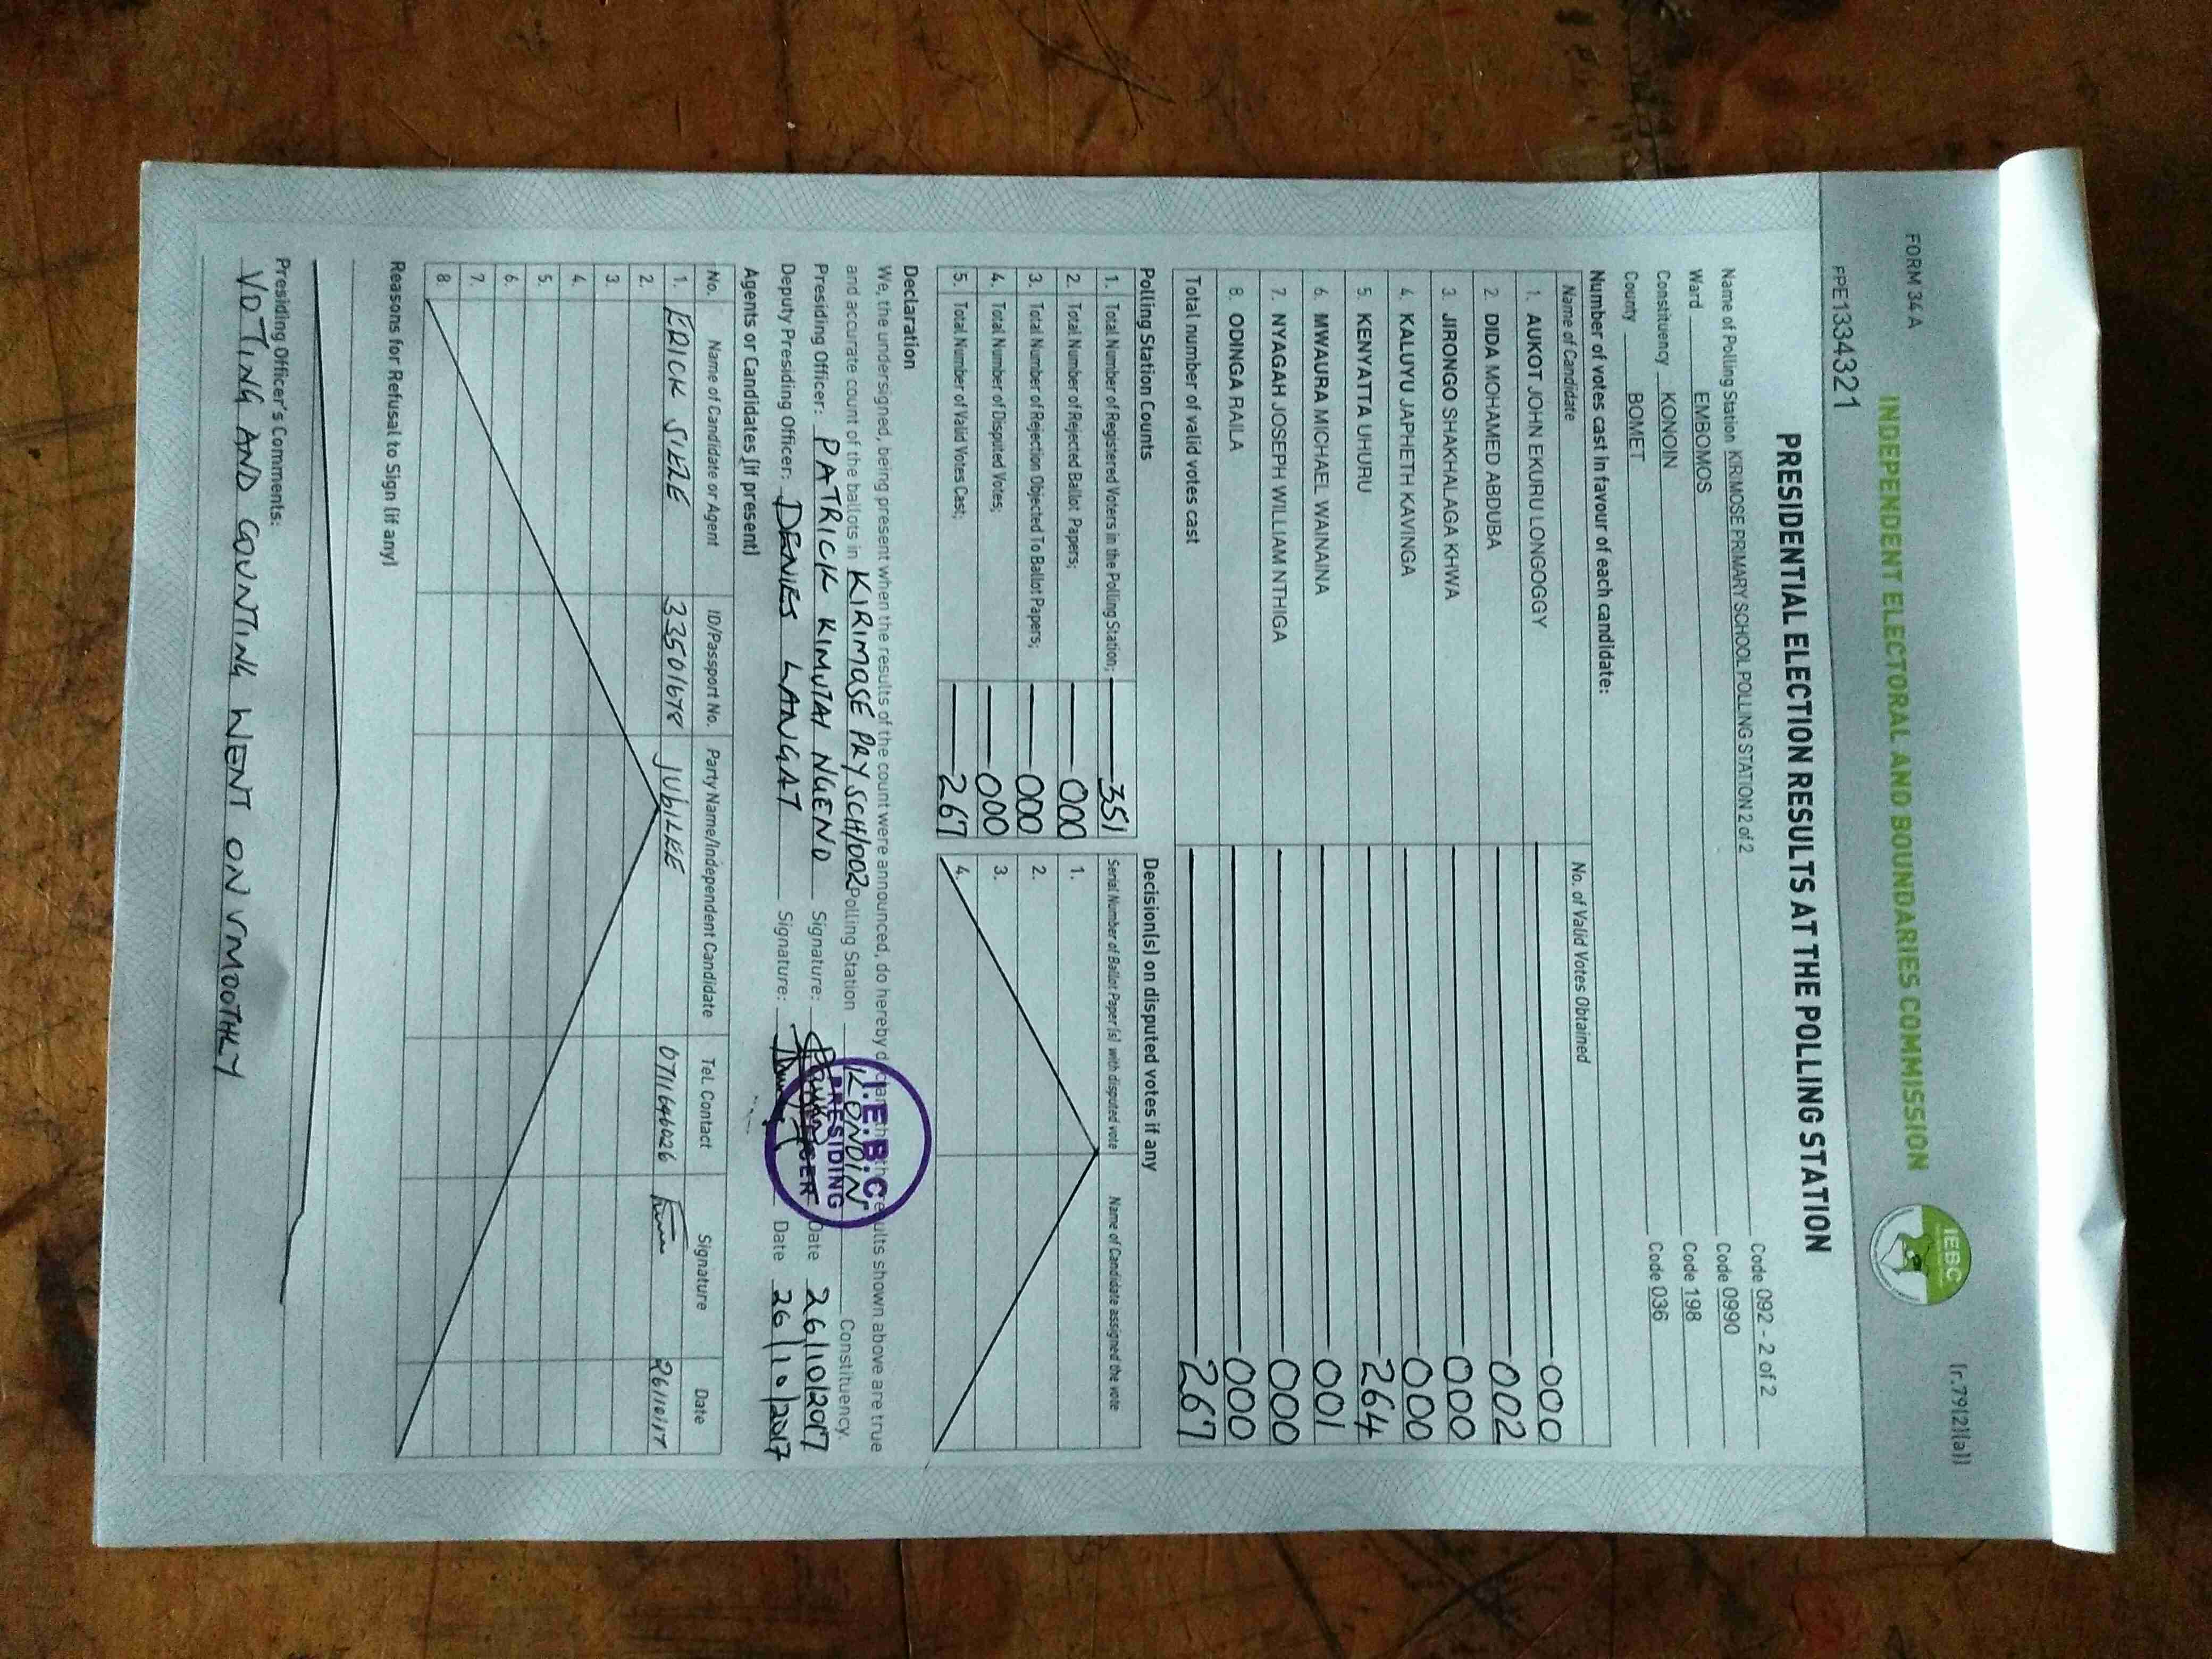 FORM 34 A
(r.79(2)(a))
INDEPENDENT ELECTORAL AND BOUNDARIES COMMISSION
IEBC
PPE1334321
PRESIDENTIAL ELECTION RESULTS AT THE POLLING STATION
Name of Polling Station KIRIMOSE PRIMARY SCHOOL POLLING STATION 2 of 2 Code 092 - 2 of 2
Ward EMBOMOS Code 0990
Constituency KONOIN Code 198
County BOMET Code 036
Number of votes cast in favour of each candidate:
Name of Candidate No. of Valid Votes Obtained
1. AUKOT JOHN EKURU LONGOGGY 000
2. DIDA MOHAMED ABDUBA 002
3. JIRONGO SHAKHALAGA KHWA 000
4. KALUYU JAPHETH KAVINGA 000
5. KENYATTA UHURU 264
6. MWAURA MICHAEL WAINAINA 001
7. NYAGAH JOSEPH WILLIAM NTHIGA 000
8. ODINGA RAILA 000
Total number of valid votes cast 267
Polling Station Counts
1. Total Number of Registered Voters in the Polling Station; 351
2. Total Number of Rejected Ballot Papers; 000
3. Total Number of Rejection Objected To Ballot Papers; 000
4. Total Number of Disputed Votes; 000
5. Total Number of Valid Votes Cast; 267
Decision(s) on disputed votes if any
Serial Number of Ballot Paper (s) with disputed vote Name of Candidate assigned the vote
1.
2.
3.
4.
Declaration
We, the undersigned, being present when the results of the count were announced, do hereby that the results shown above are true
and accurate count of the ballots in KIRIMOSE PRY SCH/002 Polling Station KONOIN Constituency.
Presiding Officer: PATRICK KIMUTAI NGENO Signature: Date 26/10/2017
Deputy Presiding Officer: DENIES LANGAT Signature: Date 26/10/2017
I.E.B.C
PRESIDING
Agents or Candidates (if present)
No. Name of Candidate or Agent ID/Passport No. Party Name/Independent Candidate Tel. Contact Signature Date
1. ERICK SIELE 33501678 JUBILEE 0711646026 26/10/17
2.
3.
4.
5.
6.
7.
8.
Reasons for Refusal to Sign (if any)
Presiding Officer's Comments:
VOTING AND COUNTING WENT ON SMOOTHLY